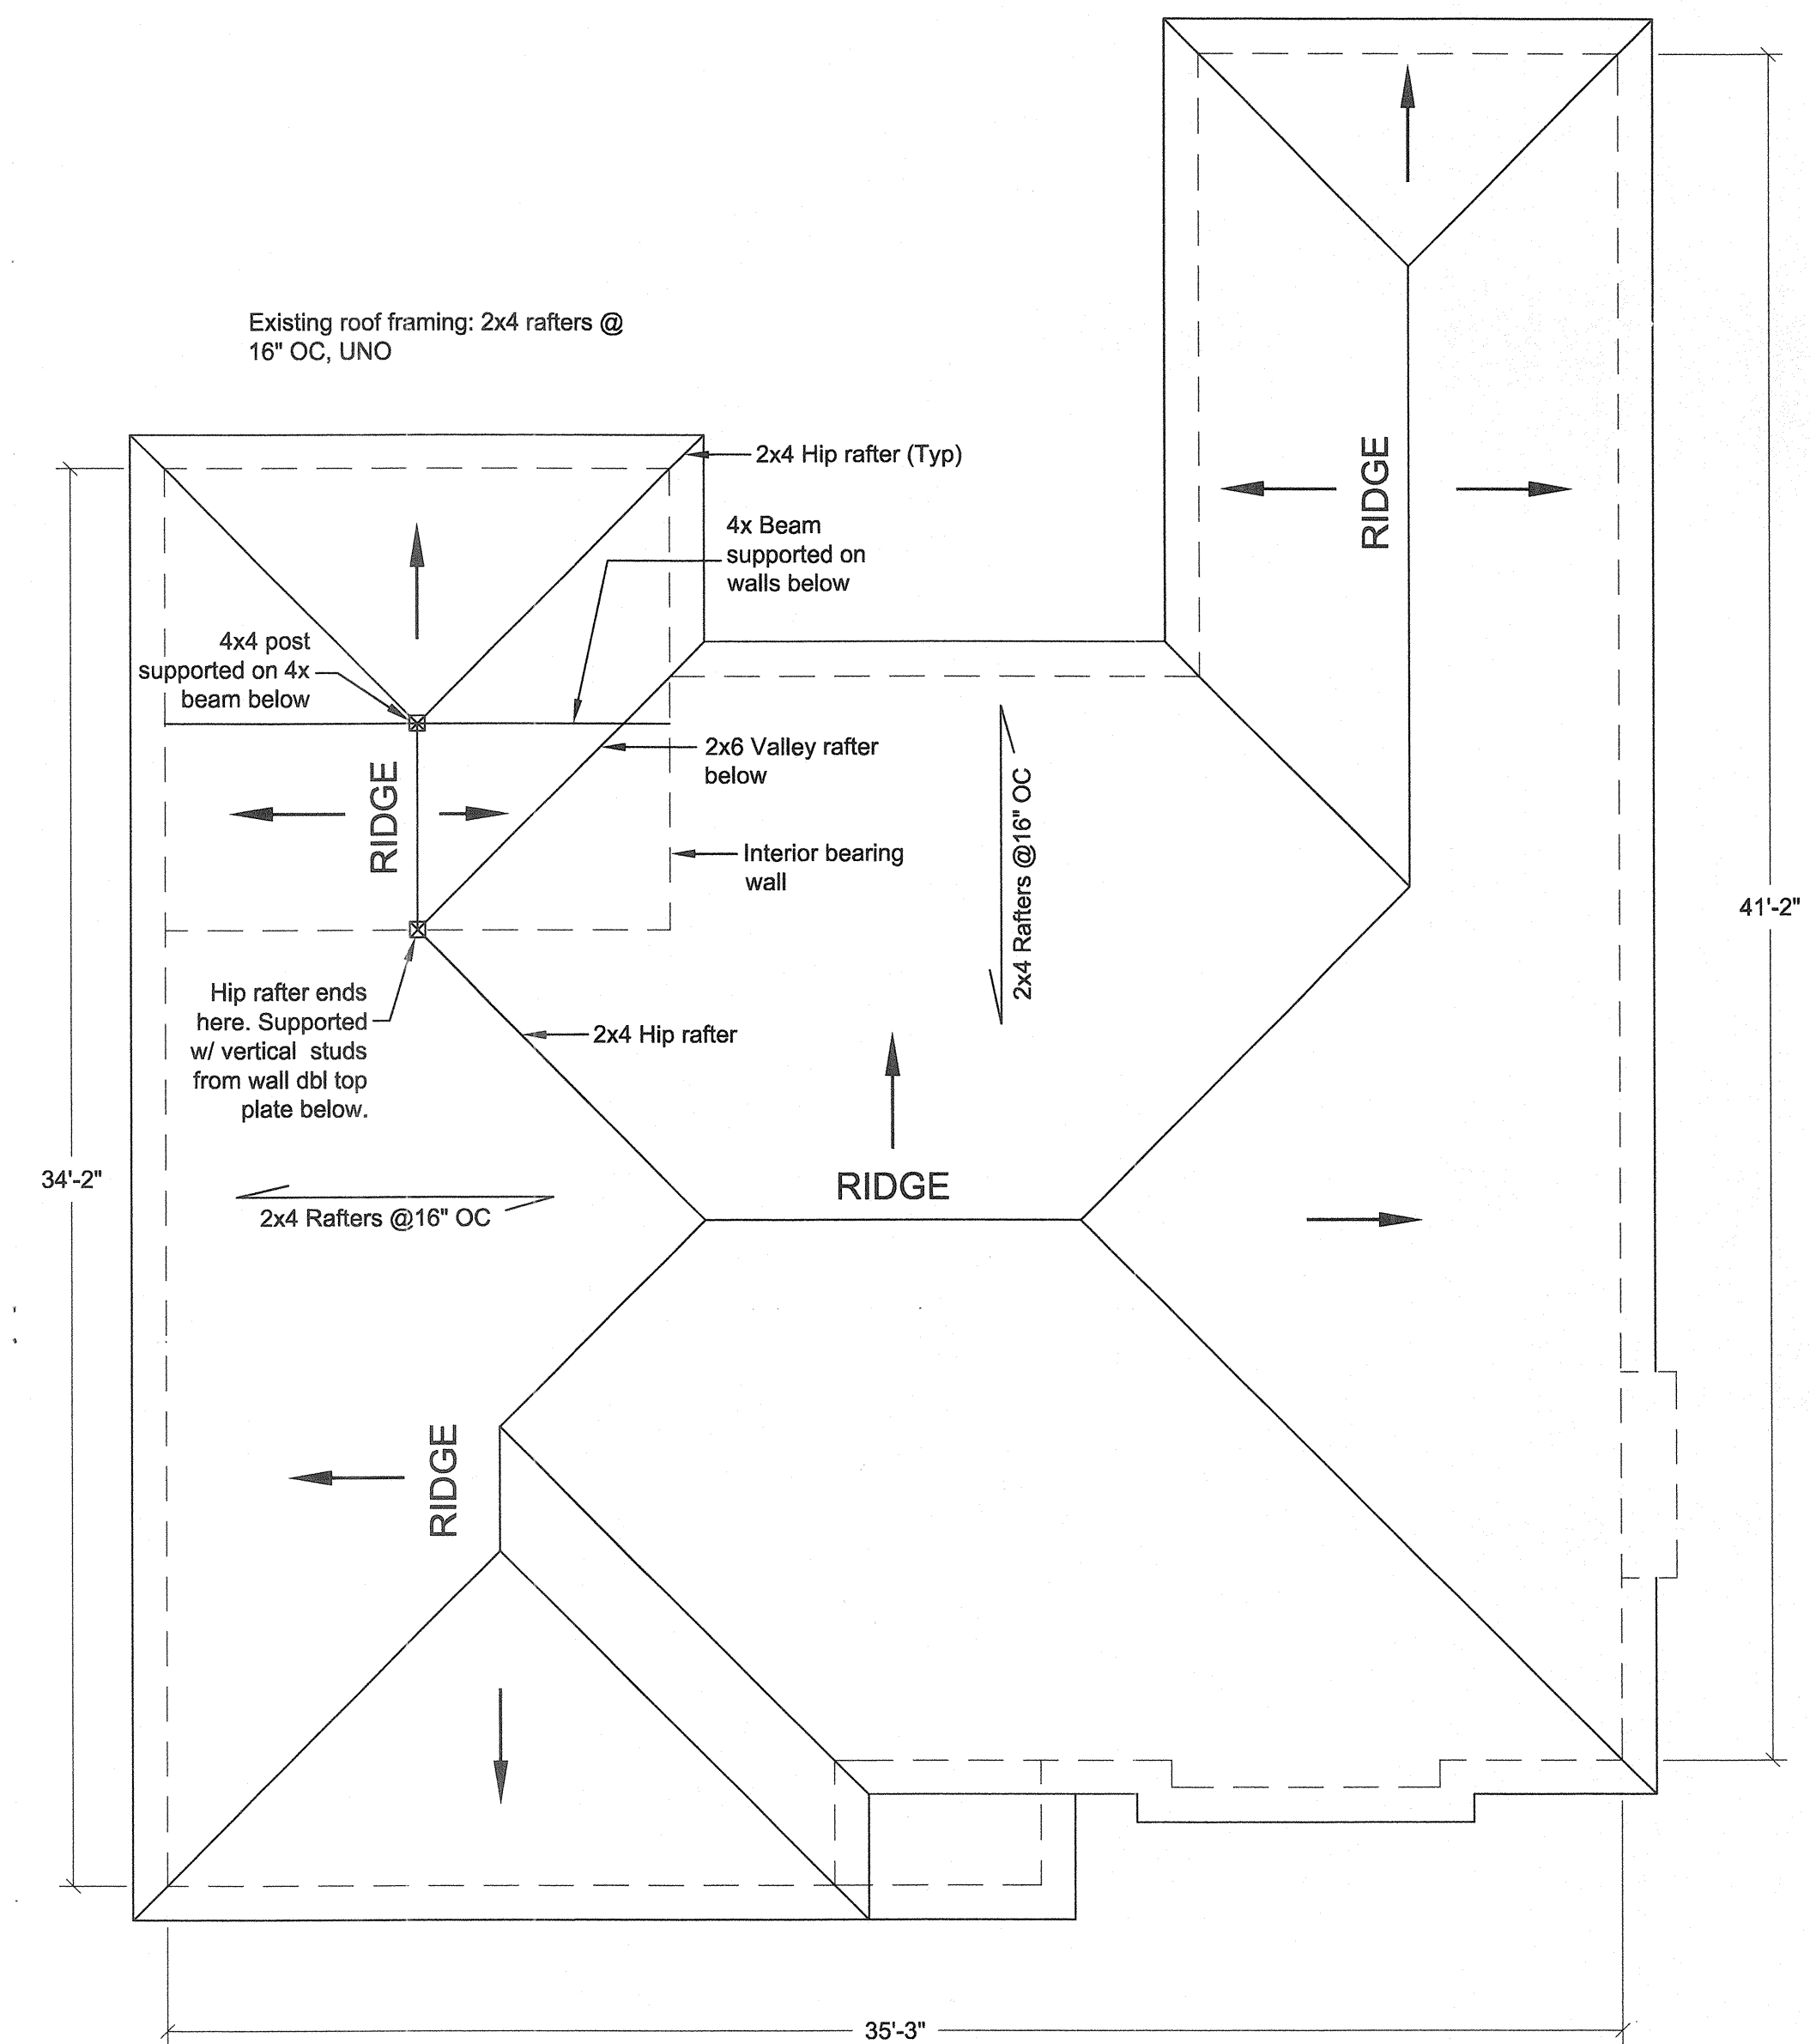 Existing roof framing: 2x4 rafters @
16" OC, UNO
2x4 Hip rafter (Typ)
4x Beam
supported on
walls below
4x4 post
supported on 4x
beam below
RIDGE
2x6 Valley rafter
below
RIDGE
Interior bearing
wall
2x4 Rafters @16" OC
41'-2"
Hip rafter ends
here. Supported
w/ vertical studs
from wall dbl top
plate below.
2x4 Hip rafter
34'-2"
RIDGE
2x4 Rafters @16" OC
RIDGE
35'-3"